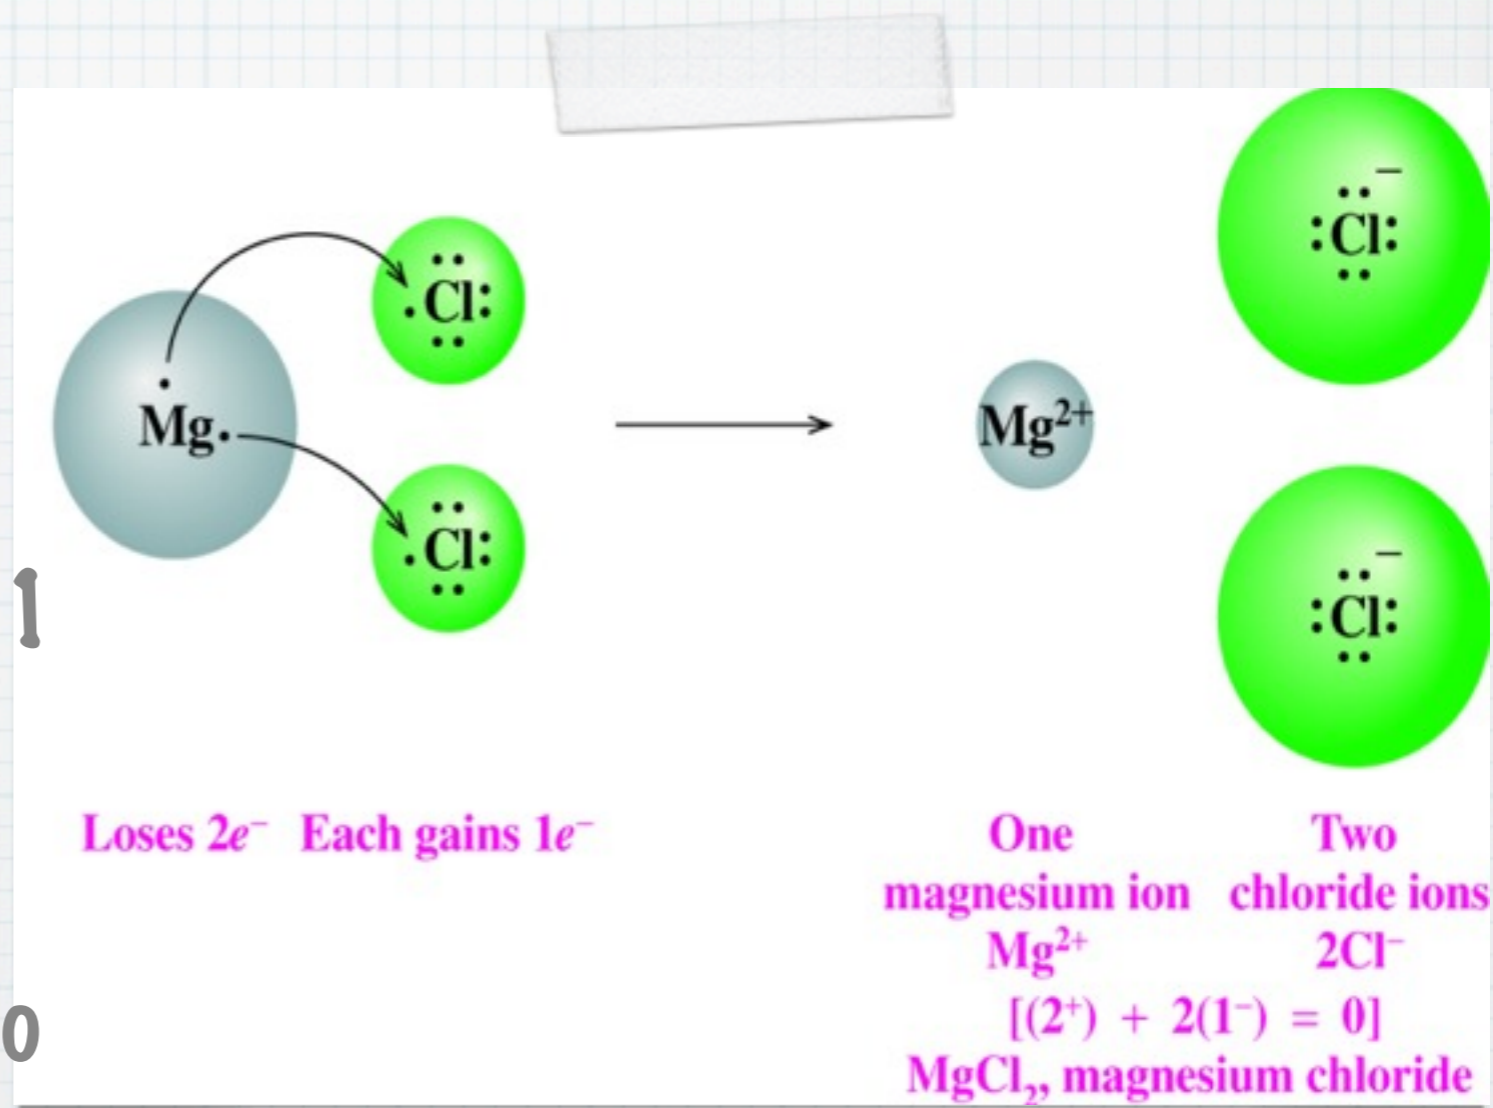 Cl
Cl⁻
Mg
Mg²⁺
Cl
Cl⁻
1
Loses 2e⁻ Each gains 1e⁻
One Two
magnesium ion chloride ions
Mg²⁺ 2Cl⁻
[(2⁺) + 2(1⁻) = 0]
0
MgCl₂, magnesium chloride